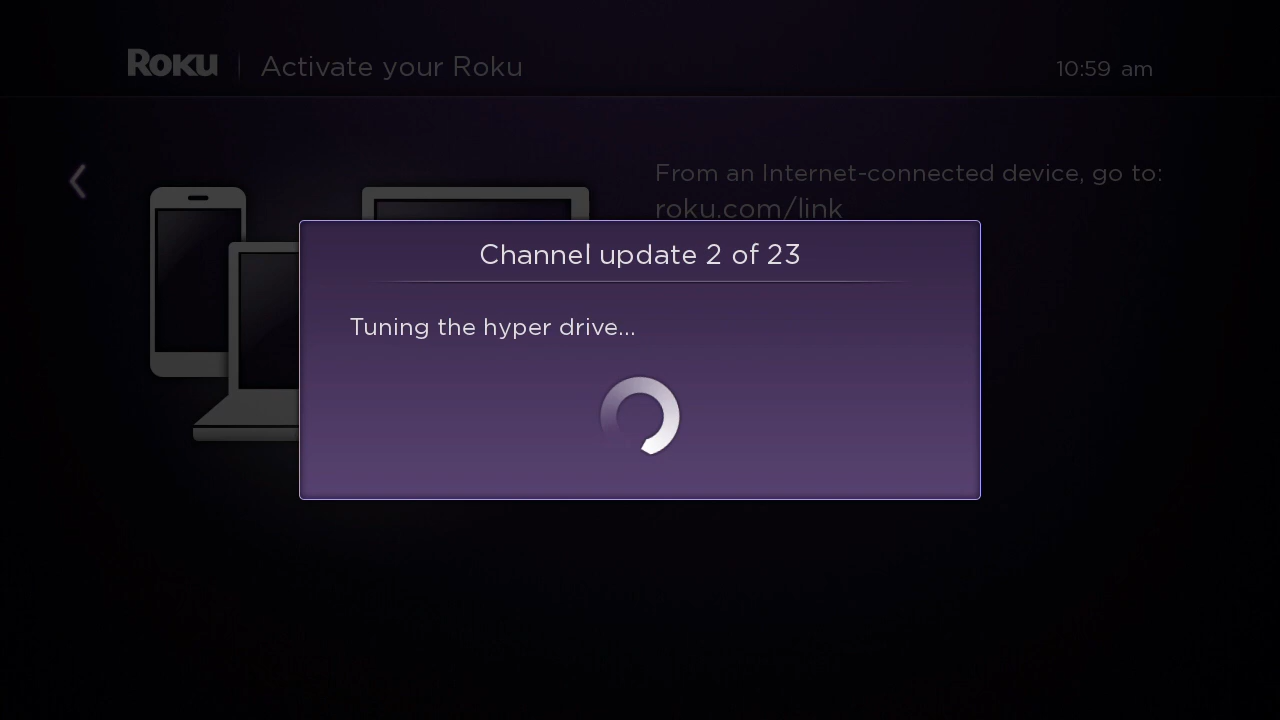 Roku
Activate your Roku
10:59 am
From an Internet-connected device, go to:
roku.com/link
Channel update 2 of 23
Tuning the hyper drive...